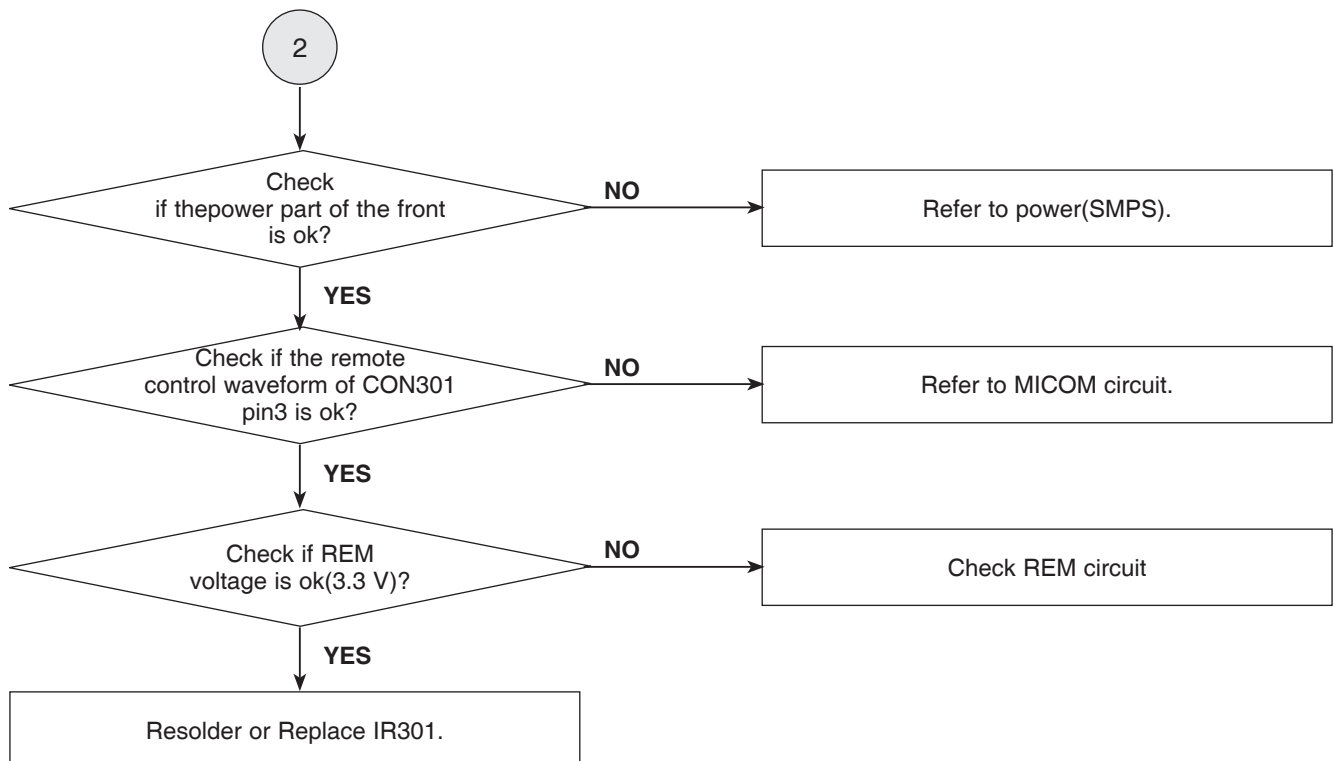 2
Check
if thepower part of the front
is ok?
NO
Refer to power(SMPS).
YES
Check if the remote
control waveform of CON301
pin3 is ok?
NO
Refer to MICOM circuit.
YES
Check if REM
voltage is ok(3.3 V)?
NO
Check REM circuit
YES
Resolder or Replace IR301.